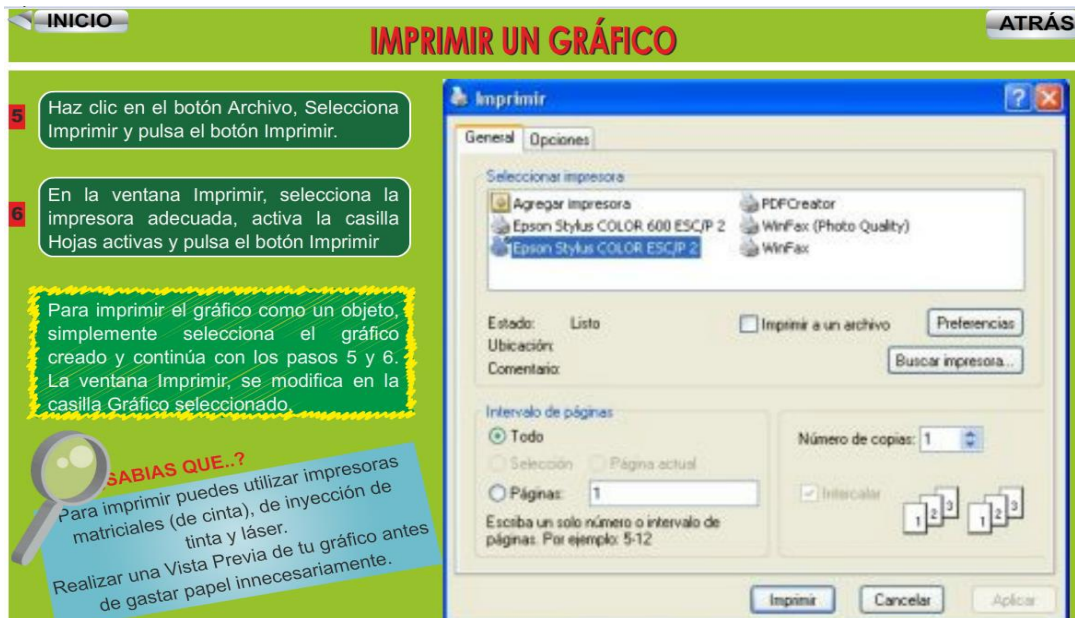 INICIO
IMPRIMIR UN GRÁFICO
ATRÁS
5
Haz clic en el botón Archivo, Selecciona
Imprimir y pulsa el botón Imprimir.
6
En la ventana Imprimir, selecciona la
impresora adecuada, activa la casilla
Hojas activas y pulsa el botón Imprimir
Para imprimir el gráfico como un objeto,
simplemente selecciona el gráfico
creado y continúa con los pasos 5 y 6.
La ventana Imprimir, se modifica en la
casilla Gráfico seleccionado.
SABIAS QUE..?
Para imprimir puedes utilizar impresoras
matriciales (de cinta), de inyección de
tinta y láser.
Realizar una Vista Previa de tu gráfico antes
de gastar papel innecesariamente.
Imprimir
General Opciones
Seleccionar impresora
Agregar impresora PDFCreator
Epson Stylus COLOR 600 ESC/P 2 WinFax (Photo Quality)
Epson Stylus COLOR ESC/P 2 WinFax
Estado: Listo Imprimir a un archivo Preferencias
Ubicación:
Comentario: Buscar impresora...
Intervalo de páginas
Todo Número de copias: 1
Selección Página actual
Páginas: 1 Intercalar
Escriba un solo número o intervalo de
páginas. Por ejemplo: 5-12
1 2 3 1 2 3
Imprimir Cancelar Aplicar